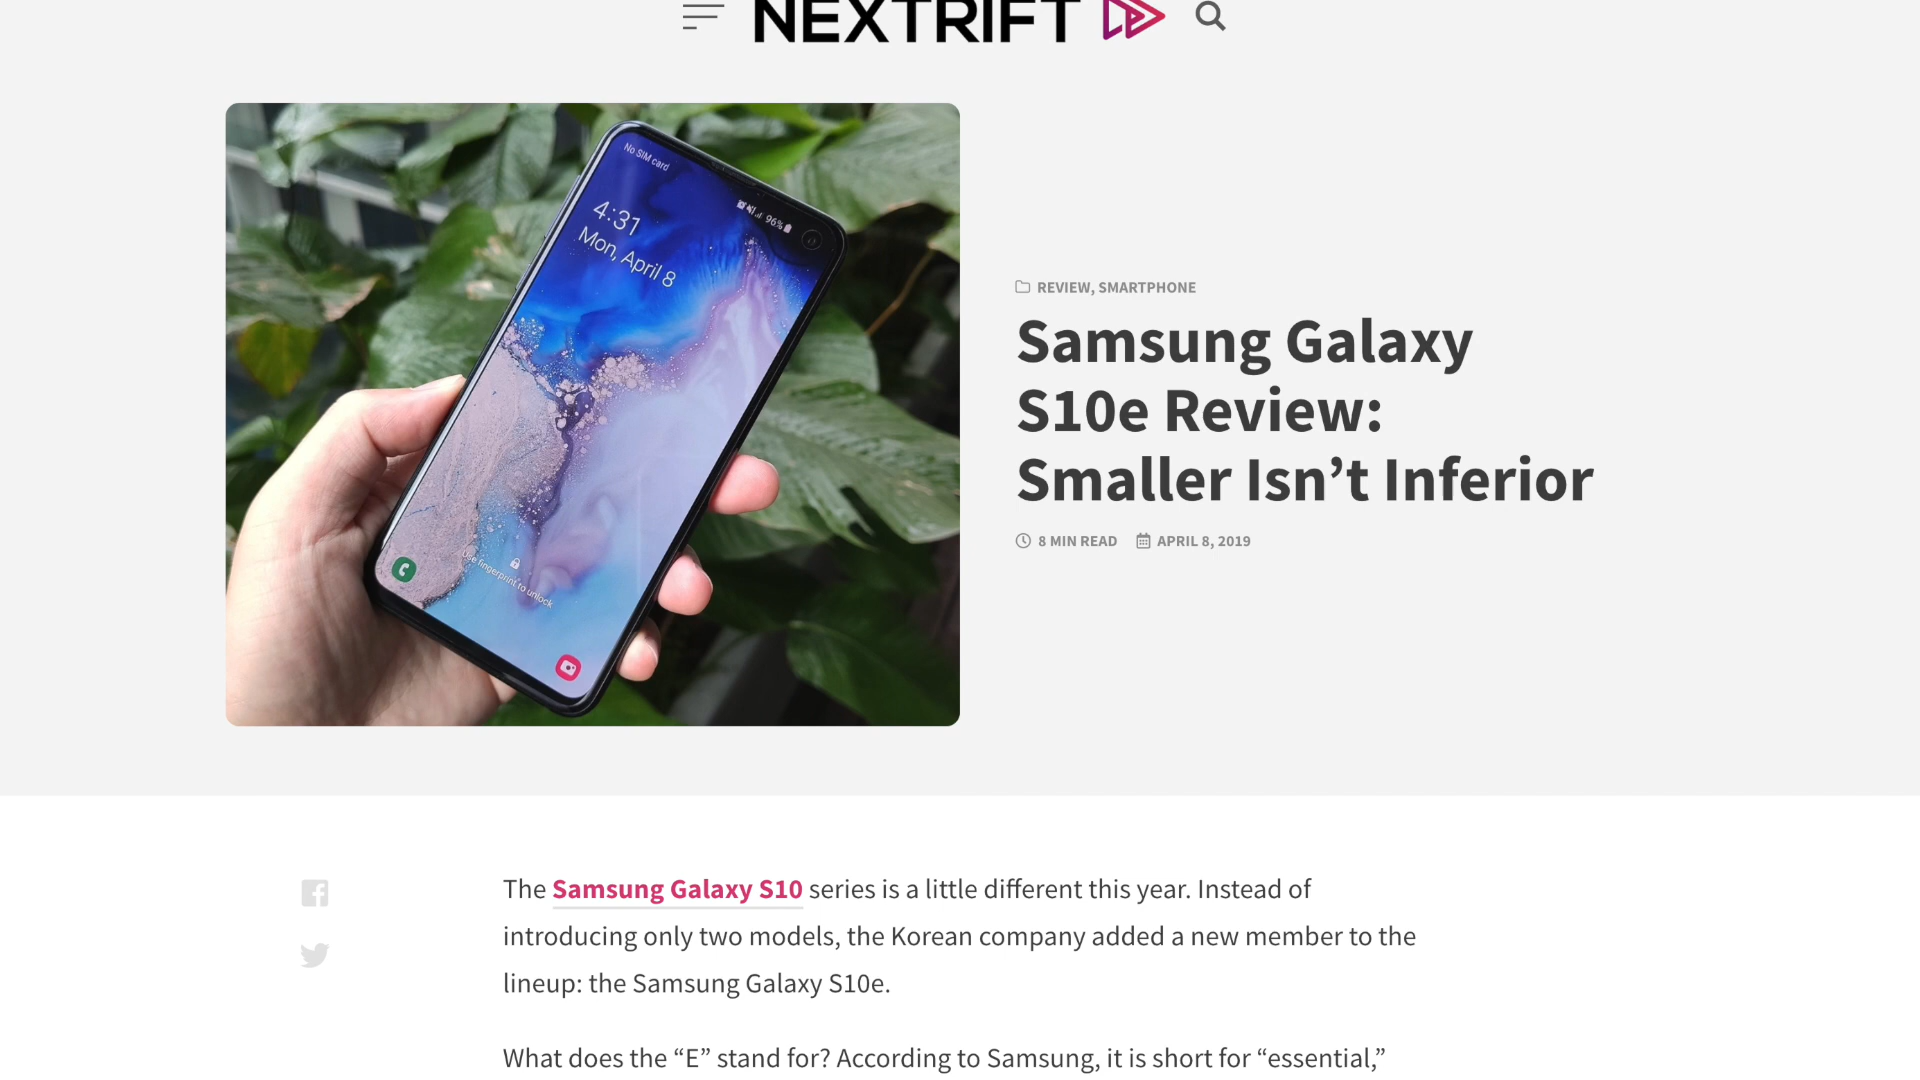 NEXTRIFT
No SIM card
96%
4:31
Mon, April 8
Use fingerprint to unlock
REVIEW, SMARTPHONE
Samsung Galaxy
S10e Review:
Smaller Isn’t Inferior
8 MIN READ APRIL 8, 2019
The Samsung Galaxy S10 series is a little different this year. Instead of
introducing only two models, the Korean company added a new member to the
lineup: the Samsung Galaxy S10e.
What does the “E” stand for? According to Samsung, it is short for “essential,”